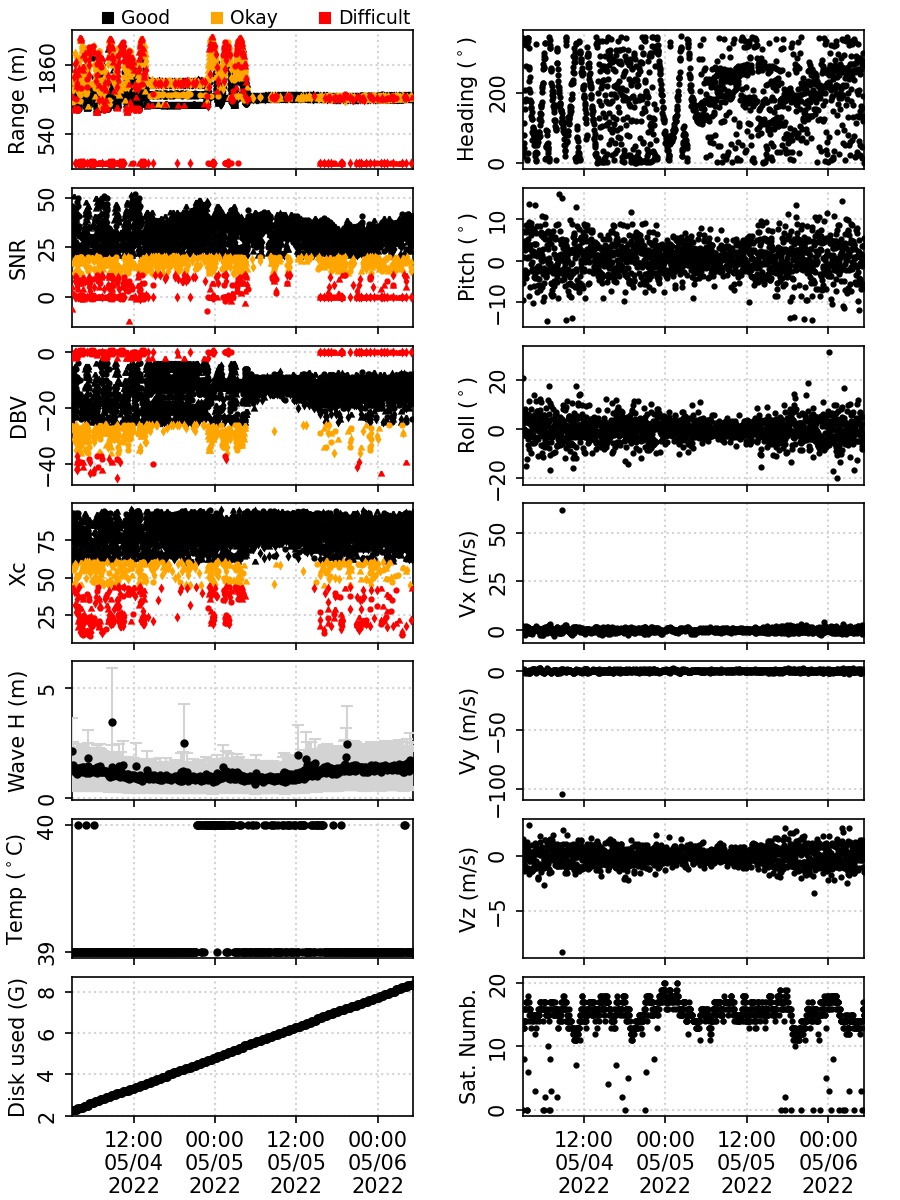 Good Okay Difficult
Range (m)
1860
540
Heading (°)
200
0
SNR
50
25
0
Pitch (°)
10
0
−10
DBV
0
−20
−40
Roll (°)
20
0
−20
Xc
75
50
25
Vx (m/s)
50
25
0
Wave H (m)
5
0
Vy (m/s)
0
−50
−100
Temp (°C)
40
39
Vz (m/s)
0
−5
Disk used (G)
8
6
4
2
Sat. Numb.
20
10
0
12:00 00:00 12:00 00:00
05/04 05/05 05/05 05/06
2022 2022 2022 2022
12:00 00:00 12:00 00:00
05/04 05/05 05/05 05/06
2022 2022 2022 2022